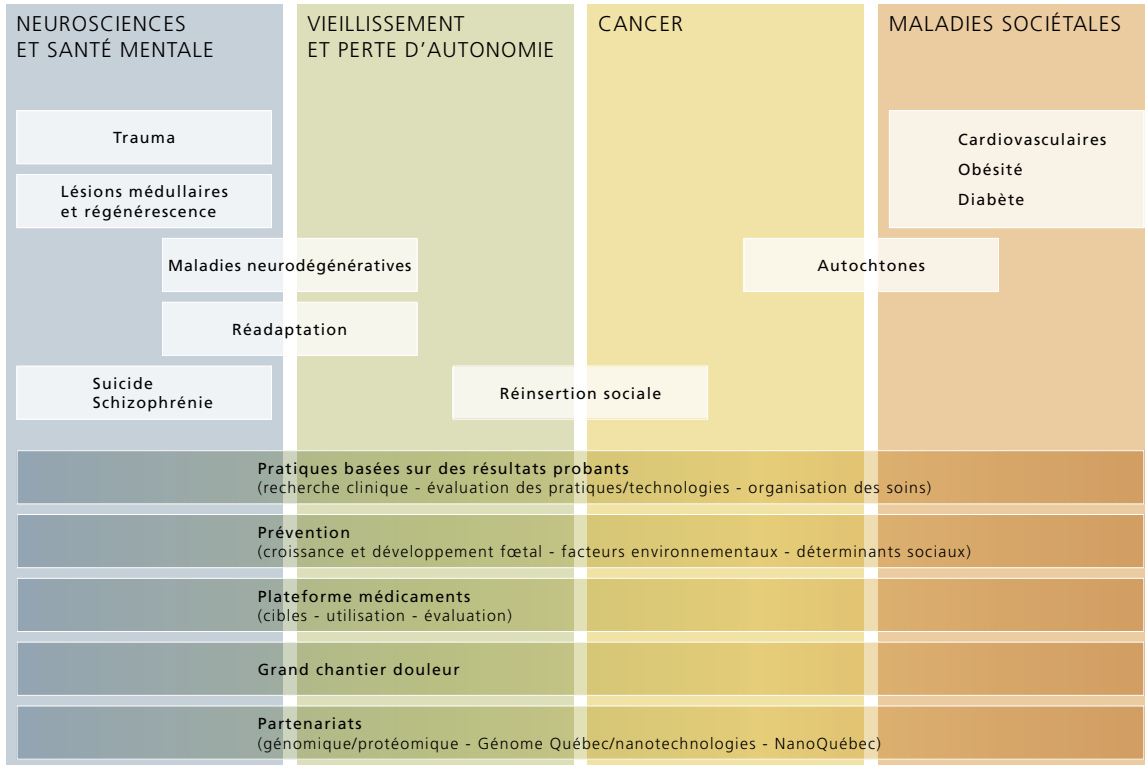 NEUROSCIENCES
ET SANTÉ MENTALE
VIEILLISSEMENT
ET PERTE D'AUTONOMIE
CANCER
MALADIES SOCIÉTALES
Trauma
Cardiovasculaires
Obésité
Diabète
Lésions médullaires
et régénérescence
Maladies neurodégénératives
Autochtones
Réadaptation
Suicide
Schizophrénie
Réinsertion sociale
Pratiques basées sur des résultats probants
(recherche clinique - évaluation des pratiques/technologies - organisation des soins)
Prévention
(croissance et développement fœtal - facteurs environnementaux - déterminants sociaux)
Plateforme médicaments
(cibles - utilisation - évaluation)
Grand chantier douleur
Partenariats
(génomique/protéomique - Génome Québec/nanotechnologies - NanoQuébec)